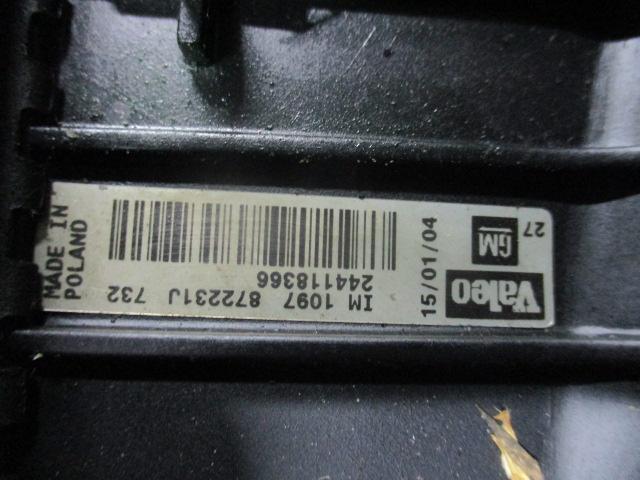 Valeo
GM
27
15/01/04
IM 1097 872231J 732
244118366
MADE IN
POLAND